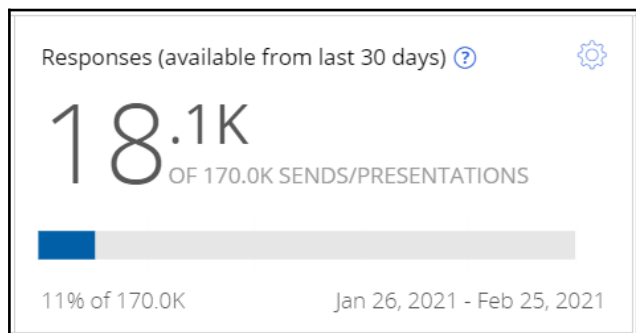 Responses (available from last 30 days) ?
18.1K
OF 170.0K SENDS/PRESENTATIONS
11% of 170.0K
Jan 26, 2021 - Feb 25, 2021